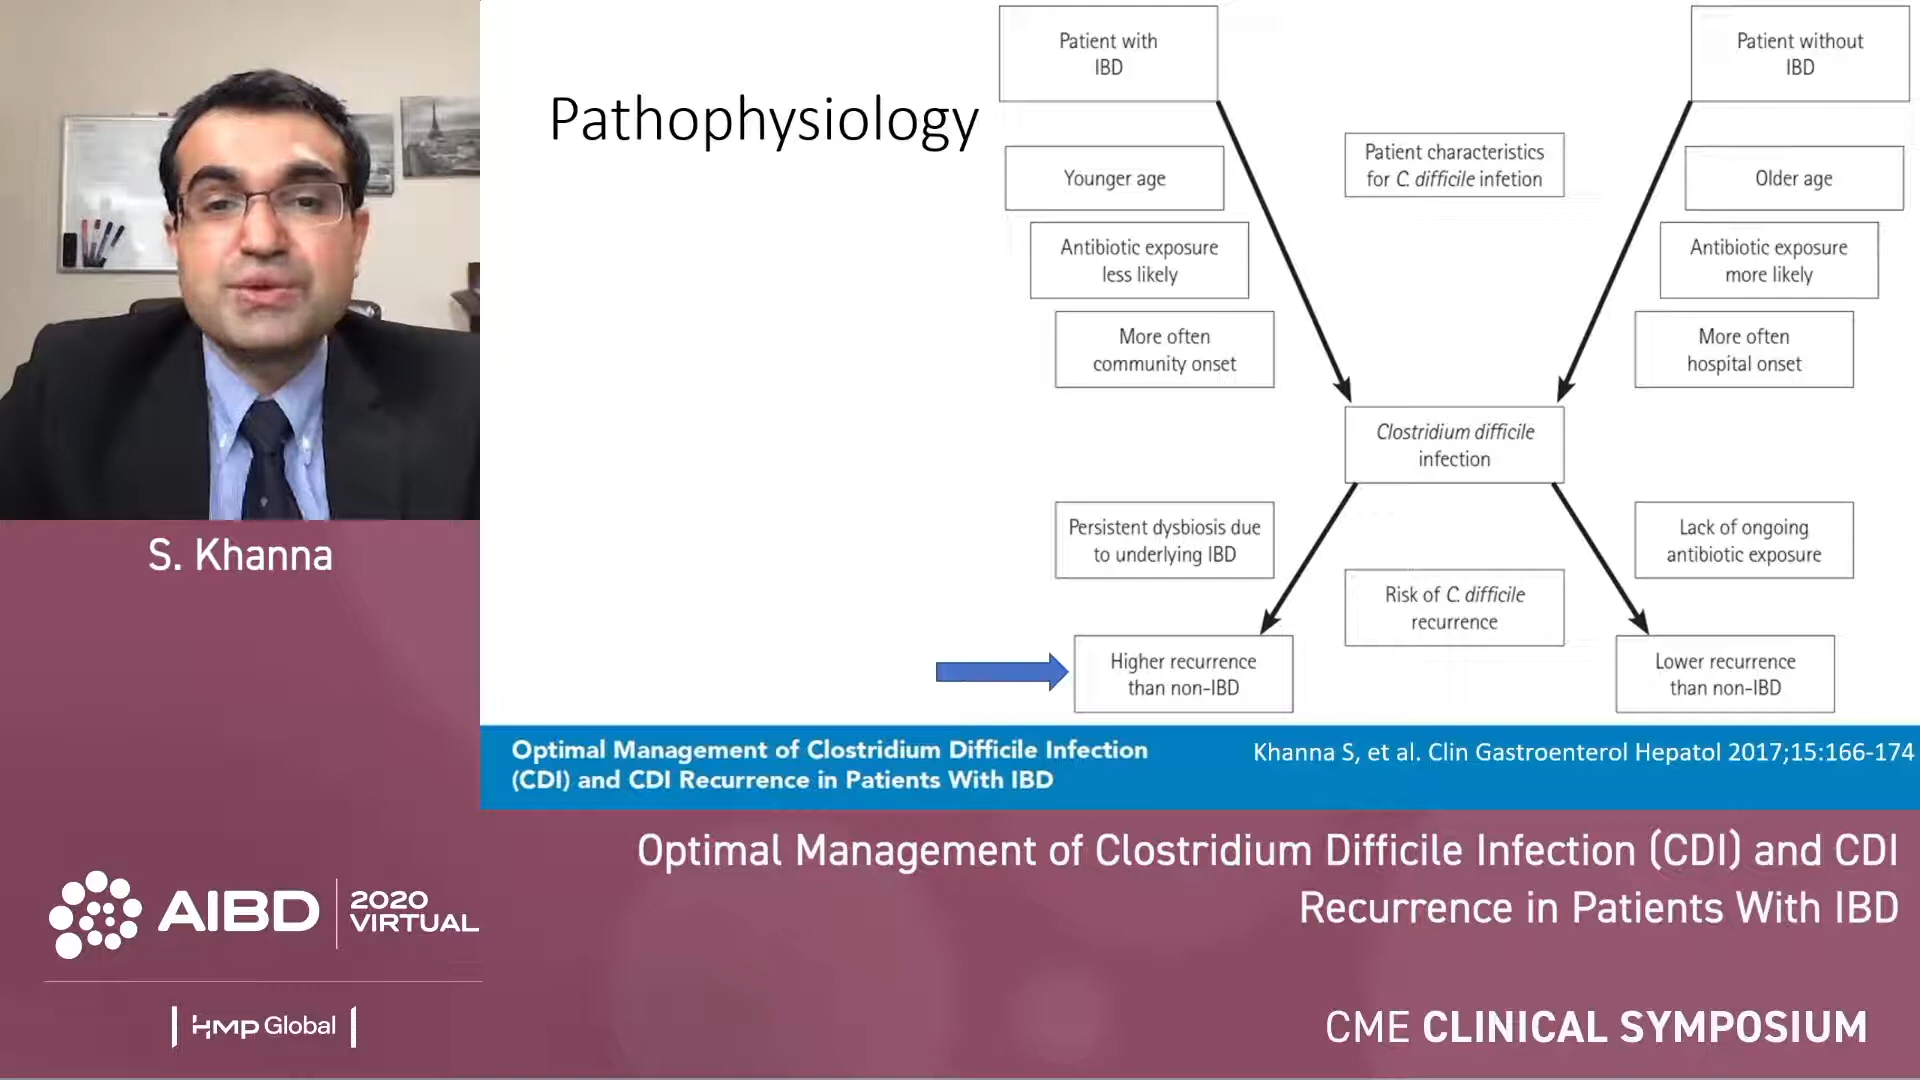 Pathophysiology
Patient with
IBD
Patient without
IBD
Patient characteristics
for C. difficile infetion
Younger age
Older age
Antibiotic exposure
less likely
Antibiotic exposure
more likely
More often
community onset
More often
hospital onset
Clostridium difficile
infection
Persistent dysbiosis due
to underlying IBD
Lack of ongoing
antibiotic exposure
Risk of C. difficile
recurrence
Higher recurrence
than non-IBD
Lower recurrence
than non-IBD
Optimal Management of Clostridium Difficile Infection
(CDI) and CDI Recurrence in Patients With IBD
Khanna S, et al. Clin Gastroenterol Hepatol 2017;15:166-174
S. Khanna
Optimal Management of Clostridium Difficile Infection (CDI) and CDI
Recurrence in Patients With IBD
AIBD
2020
VIRTUAL
HMP Global
CME CLINICAL SYMPOSIUM